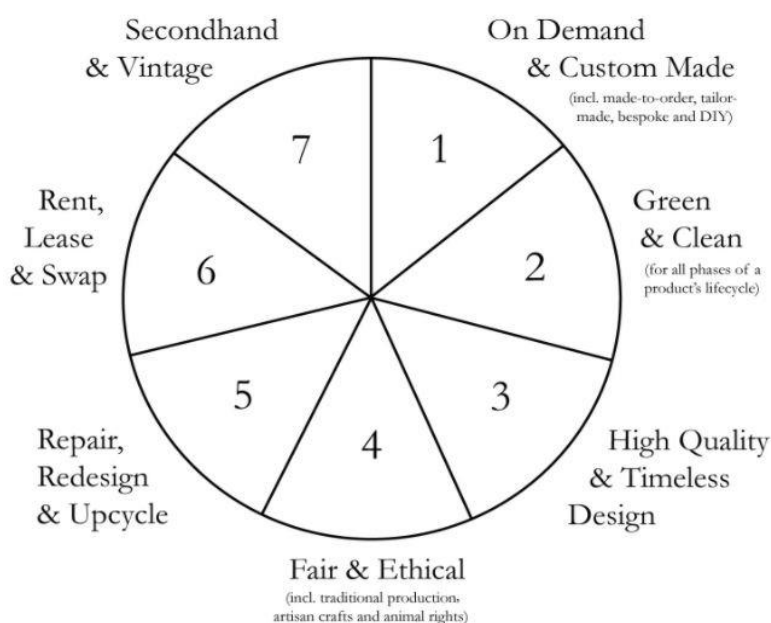 Secondhand
& Vintage
On Demand
& Custom Made
(incl. made-to-order, tailor-
made, bespoke and DIY)
7
1
Rent,
Lease
& Swap
Green
& Clean
(for all phases of a
product's lifecycle)
6
2
5
3
4
Repair,
Redesign
& Upcycle
High Quality
& Timeless
Design
Fair & Ethical
(incl. traditional production,
artisan crafts and animal rights)